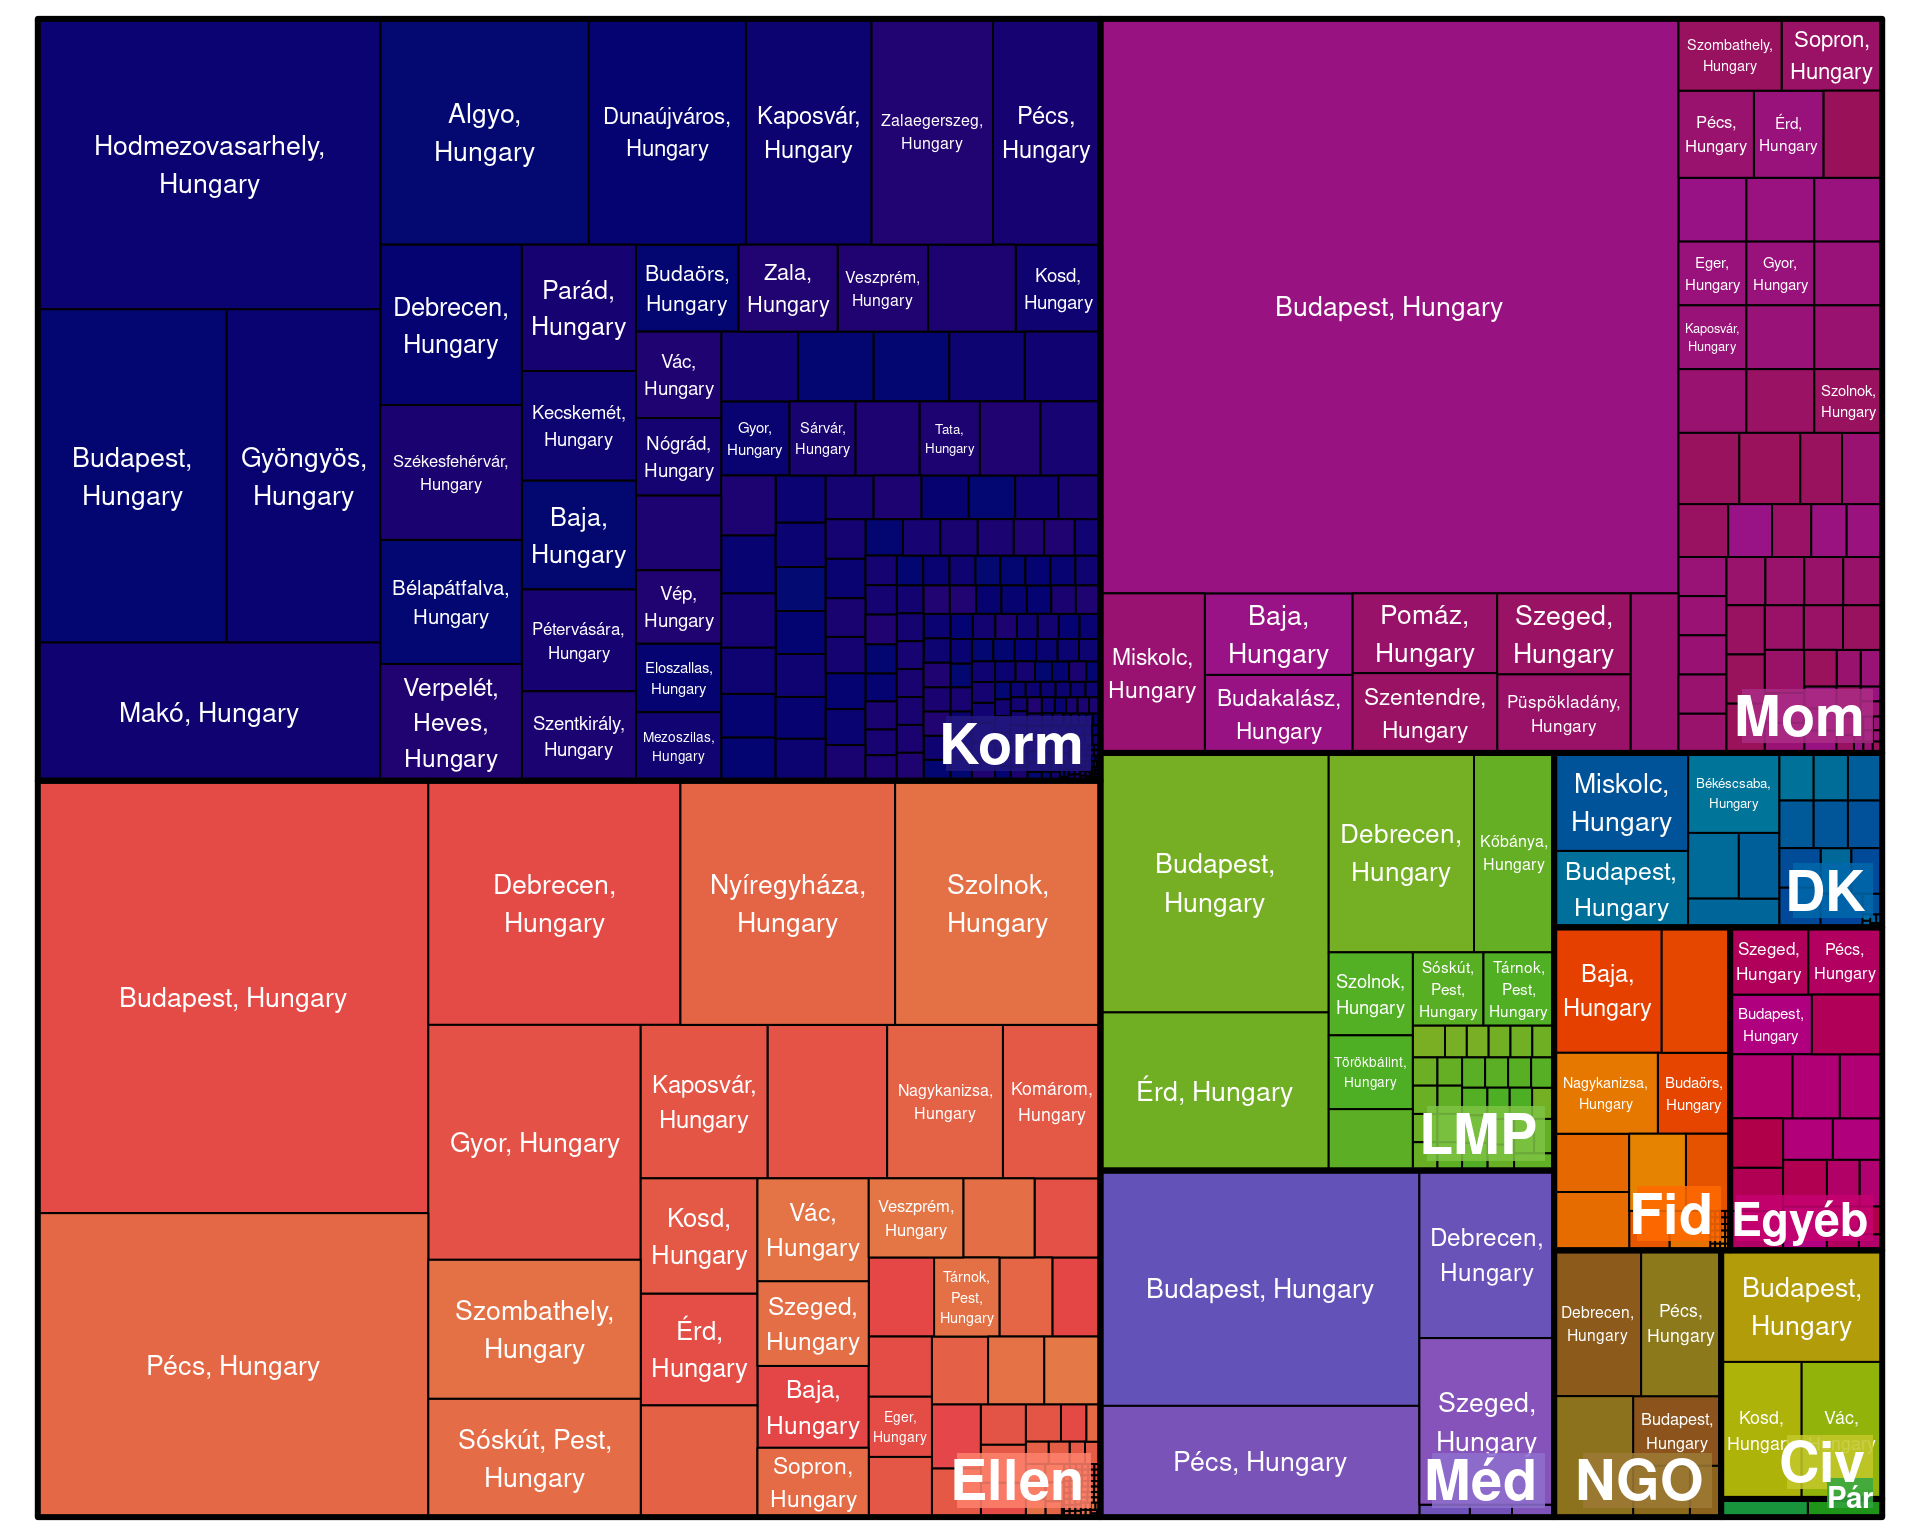 Hodmezovasarhely,
Hungary
Algyo,
Hungary
Dunaújváros,
Hungary
Kaposvár,
Hungary
Zalaegerszeg,
Hungary
Pécs,
Hungary
Budapest,
Hungary
Gyöngyös,
Hungary
Makó, Hungary
Debrecen,
Hungary
Székesfehérvár,
Hungary
Bélapátfalva,
Hungary
Verpelét,
Heves,
Hungary
Parád,
Hungary
Kecskemét,
Hungary
Baja,
Hungary
Pétervására,
Hungary
Szentkirály,
Hungary
Budaörs,
Hungary
Zala,
Hungary
Veszprém,
Hungary
Kosd,
Hungary
Vác,
Hungary
Nógrád,
Hungary
Vép,
Hungary
Eloszallas,
Hungary
Mezoszilas,
Hungary
Gyor,
Hungary
Sárvár,
Hungary
Tata,
Hungary
Korm
Budapest, Hungary
Szombathely,
Hungary
Sopron,
Hungary
Pécs,
Hungary
Érd,
Hungary
Eger,
Hungary
Gyor,
Hungary
Kaposvár,
Hungary
Szolnok,
Hungary
Miskolc,
Hungary
Baja,
Hungary
Budakalász,
Hungary
Pomáz,
Hungary
Szentendre,
Hungary
Szeged,
Hungary
Püspökladány,
Hungary
Mom
Budapest, Hungary
Pécs, Hungary
Debrecen,
Hungary
Nyíregyháza,
Hungary
Szolnok,
Hungary
Gyor, Hungary
Szombathely,
Hungary
Sóskút, Pest,
Hungary
Kaposvár,
Hungary
Nagykanizsa,
Hungary
Komárom,
Hungary
Kosd,
Hungary
Érd,
Hungary
Vác,
Hungary
Szeged,
Hungary
Baja,
Hungary
Sopron,
Hungary
Veszprém,
Hungary
Tárnok,
Pest,
Hungary
Eger,
Hungary
Ellen
Budapest,
Hungary
Érd, Hungary
Debrecen,
Hungary
Kőbánya,
Hungary
Szolnok,
Hungary
Törökbálint,
Hungary
Sóskút,
Pest,
Hungary
Tárnok,
Pest,
Hungary
LMP
Budapest, Hungary
Pécs, Hungary
Debrecen,
Hungary
Szeged,
Hungary
Méd
Miskolc,
Hungary
Budapest,
Hungary
Békéscsaba,
Hungary
DK
Baja,
Hungary
Nagykanizsa,
Hungary
Budaörs,
Hungary
Fid
Szeged,
Hungary
Pécs,
Hungary
Budapest,
Hungary
Egyéb
Debrecen,
Hungary
Pécs,
Hungary
Budapest,
Hungary
NGO
Budapest,
Hungary
Kosd,
Hungary
Vác,
Hungary
Civ
Pár